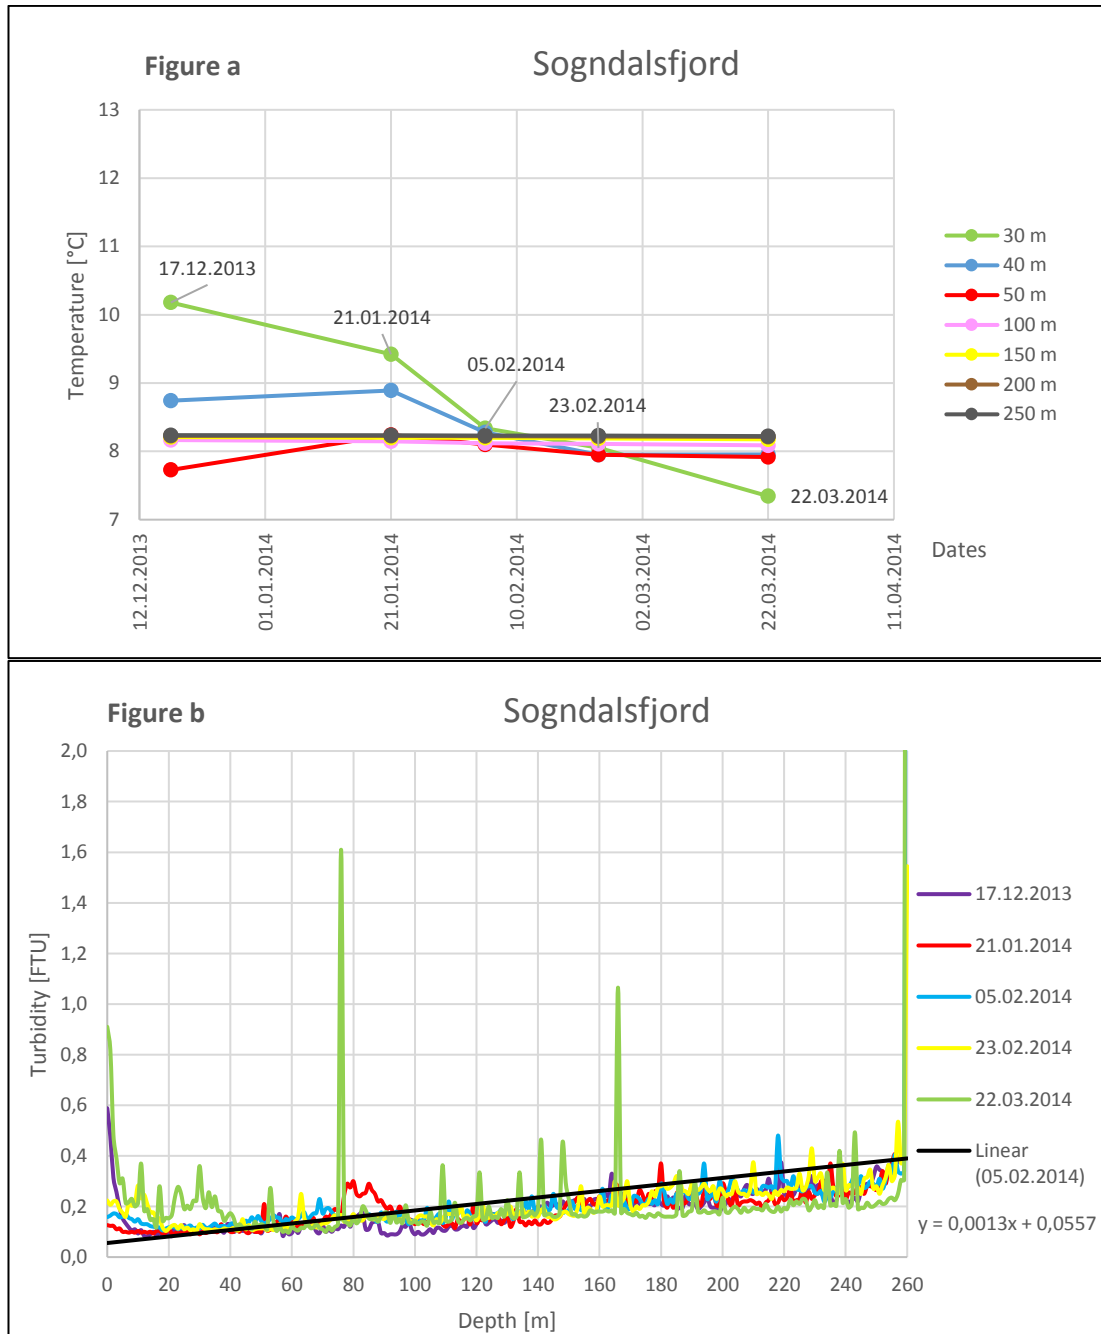 Figure a
Sogndalsfjord
Temperature [°C]
13
12
11
10
9
8
7
17.12.2013
21.01.2014
05.02.2014
23.02.2014
22.03.2014
12.12.2013
01.01.2014
21.01.2014
10.02.2014
02.03.2014
22.03.2014
11.04.2014
Dates
30 m
40 m
50 m
100 m
150 m
200 m
250 m
Figure b
Sogndalsfjord
Turbidity [FTU]
2,0
1,8
1,6
1,4
1,2
1,0
0,8
0,6
0,4
0,2
0,0
0 20 40 60 80 100 120 140 160 180 200 220 240 260
Depth [m]
17.12.2013
21.01.2014
05.02.2014
23.02.2014
22.03.2014
Linear
(05.02.2014)
y = 0,0013x + 0,0557